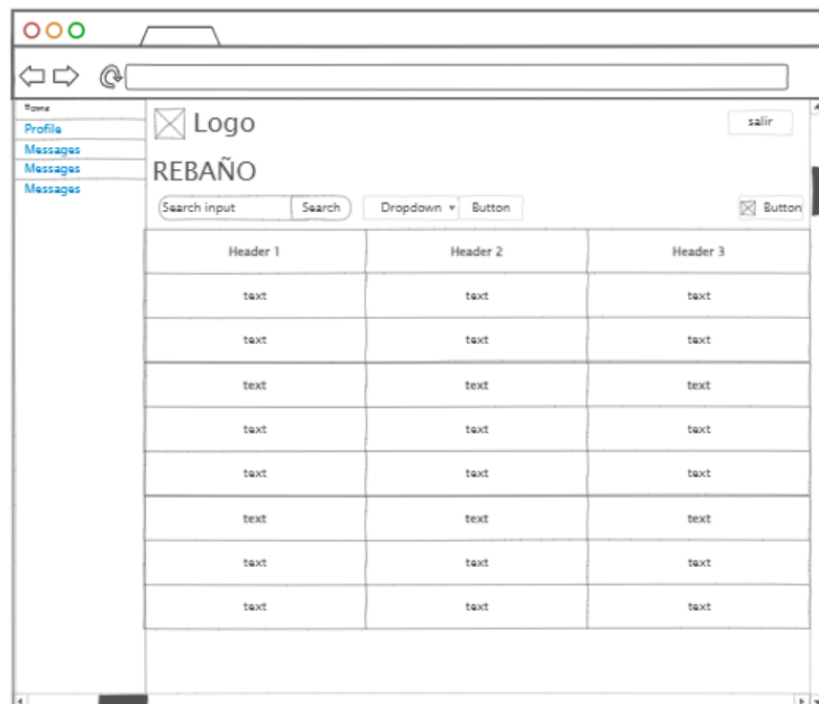 Home
Profile
Messages
Messages
Messages
Logo
salir
REBAÑO
Search input Search Dropdown Button Button
Header 1 Header 2 Header 3
text text text
text text text
text text text
text text text
text text text
text text text
text text text
text text text